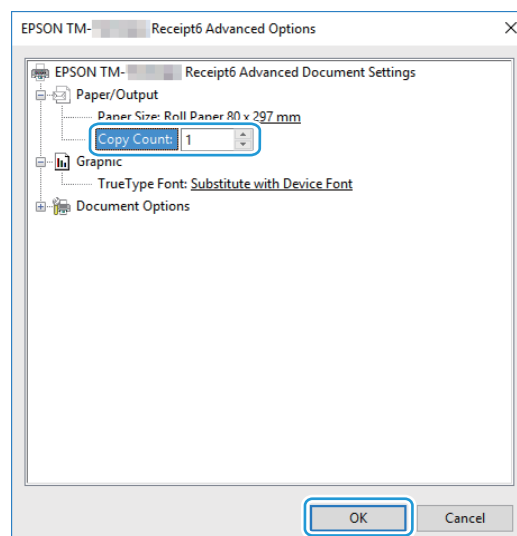 EPSON TM- Receipt6 Advanced Options
EPSON TM- Receipt6 Advanced Document Settings
Paper/Output
Paper Size: Roll Paper 80 x 297 mm
Copy Count: 1
Graphic
TrueType Font: Substitute with Device Font
Document Options
OK Cancel